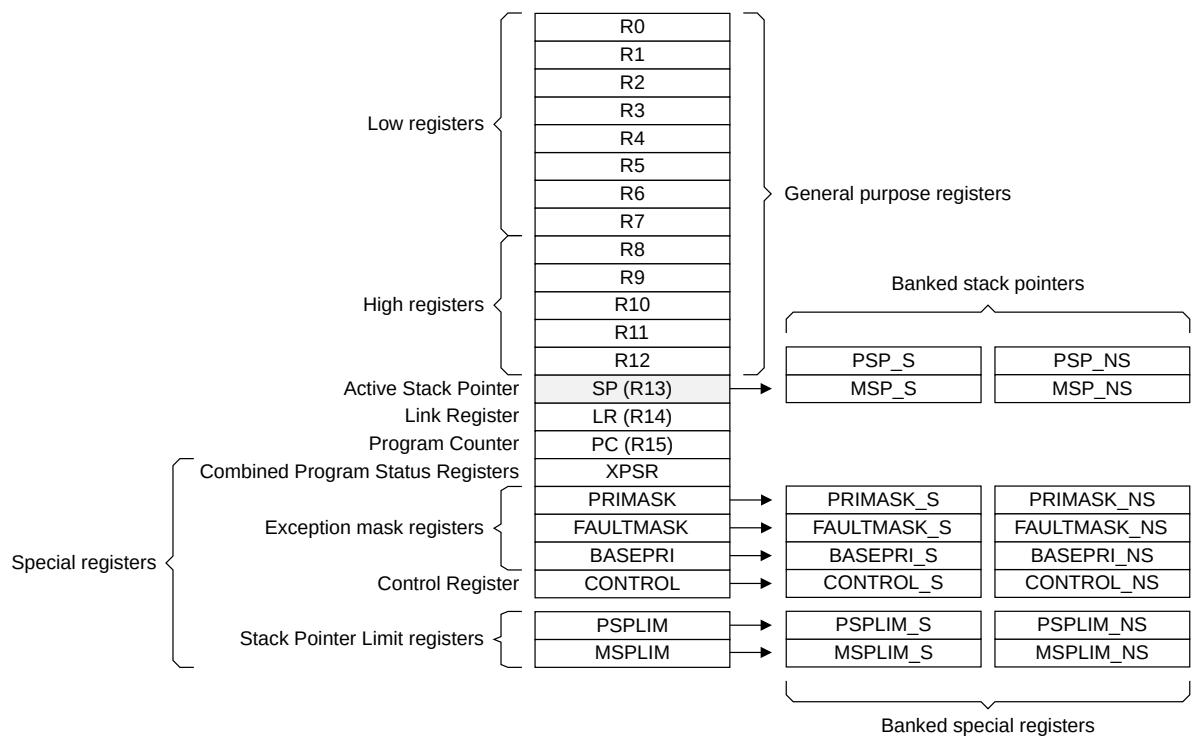 R0
R1
R2
R3
Low registers
R4
R5
R6
General purpose registers
R7
R8
R9
Banked stack pointers
High registers
R10
R11
R12
PSP_S PSP_NS
Active Stack Pointer SP (R13) MSP_S MSP_NS
Link Register LR (R14)
Program Counter PC (R15)
Combined Program Status Registers XPSR
PRIMASK PRIMASK_S PRIMASK_NS
Exception mask registers FAULTMASK FAULTMASK_S FAULTMASK_NS
Special registers
BASEPRI BASEPRI_S BASEPRI_NS
Control Register CONTROL CONTROL_S CONTROL_NS
Stack Pointer Limit registers
PSPLIM PSPLIM_S PSPLIM_NS
MSPLIM MSPLIM_S MSPLIM_NS
Banked special registers